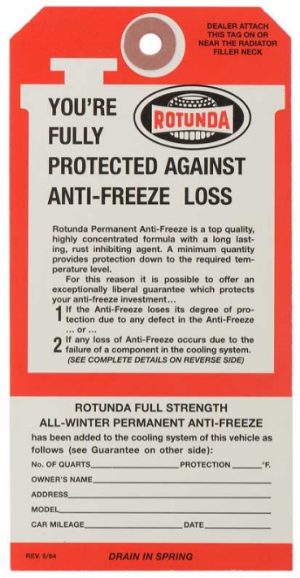 DEALER ATTACH
THIS TAG ON OR
NEAR THE RADIATOR
FILLER NECK
ROTUNDA
YOU'RE
FULLY
PROTECTED AGAINST
ANTI-FREEZE LOSS
Rotunda Permanent Anti-Freeze is a top quality,
highly concentrated formula with a long last-
ing, rust inhibiting agent. A minimum quantity
provides protection down to the required tem-
perature level.
For this reason it is possible to offer an
exceptionally liberal guarantee which protects
your anti-freeze investment...
1 If the Anti-Freeze loses its degree of pro-
tection due to any defect in the Anti-Freeze
... or ...
2 If any loss of Anti-Freeze occurs due to the
failure of a component in the cooling system.
(SEE COMPLETE DETAILS ON REVERSE SIDE)
ROTUNDA FULL STRENGTH
ALL-WINTER PERMANENT ANTI-FREEZE
has been added to the cooling system of this vehicle as
follows (see Guarantee on other side):
No. OF QUARTS PROTECTION °F.
OWNER'S NAME
ADDRESS
MODEL
CAR MILEAGE DATE
REV. 5/64 DRAIN IN SPRING